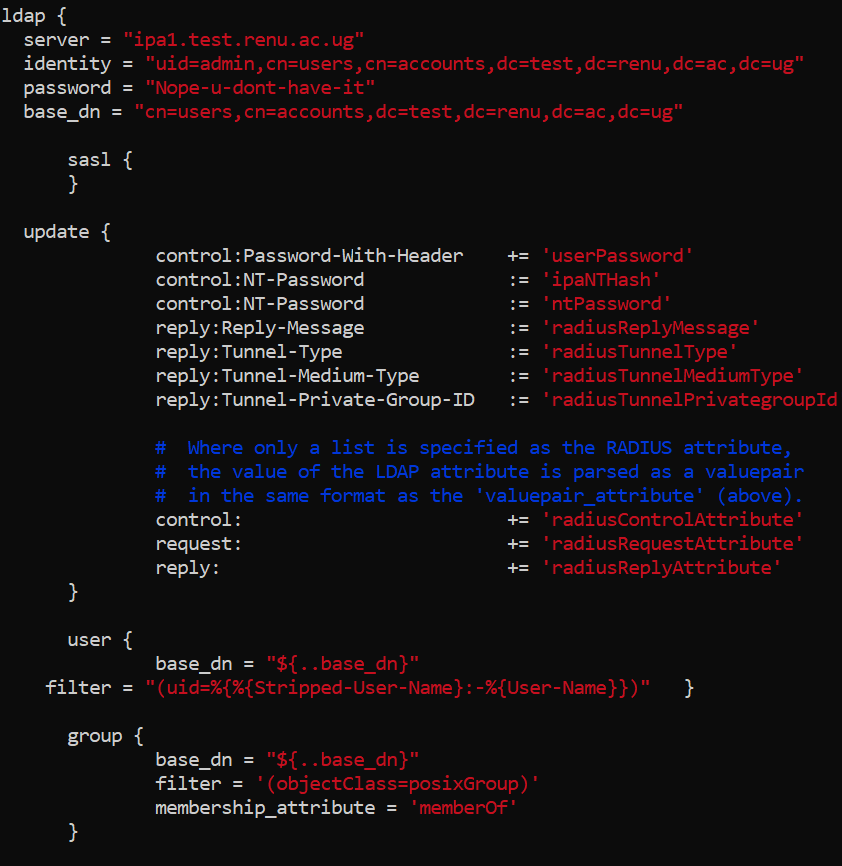 ldap {
server = "ipa1.test.renu.ac.ug"
identity = "uid=admin,cn=users,cn=accounts,dc=test,dc=renu,dc=ac,dc=ug"
password = "Nope-u-dont-have-it"
base_dn = "cn=users,cn=accounts,dc=test,dc=renu,dc=ac,dc=ug"
sasl {
}
update {
control:Password-With-Header += 'userPassword'
control:NT-Password := 'ipaNTHash'
control:NT-Password := 'ntPassword'
reply:Reply-Message := 'radiusReplyMessage'
reply:Tunnel-Type := 'radiusTunnelType'
reply:Tunnel-Medium-Type := 'radiusTunnelMediumType'
reply:Tunnel-Private-Group-ID := 'radiusTunnelPrivategroupId
# Where only a list is specified as the RADIUS attribute,
# the value of the LDAP attribute is parsed as a valuepair
# in the same format as the 'valuepair_attribute' (above).
control: += 'radiusControlAttribute'
request: += 'radiusRequestAttribute'
reply: += 'radiusReplyAttribute'
}
user {
base_dn = "${..base_dn}"
filter = "(uid=%{%{Stripped-User-Name}:-%{User-Name}})" }
group {
base_dn = "${..base_dn}"
filter = '(objectClass=posixGroup)'
membership_attribute = 'memberOf'
}